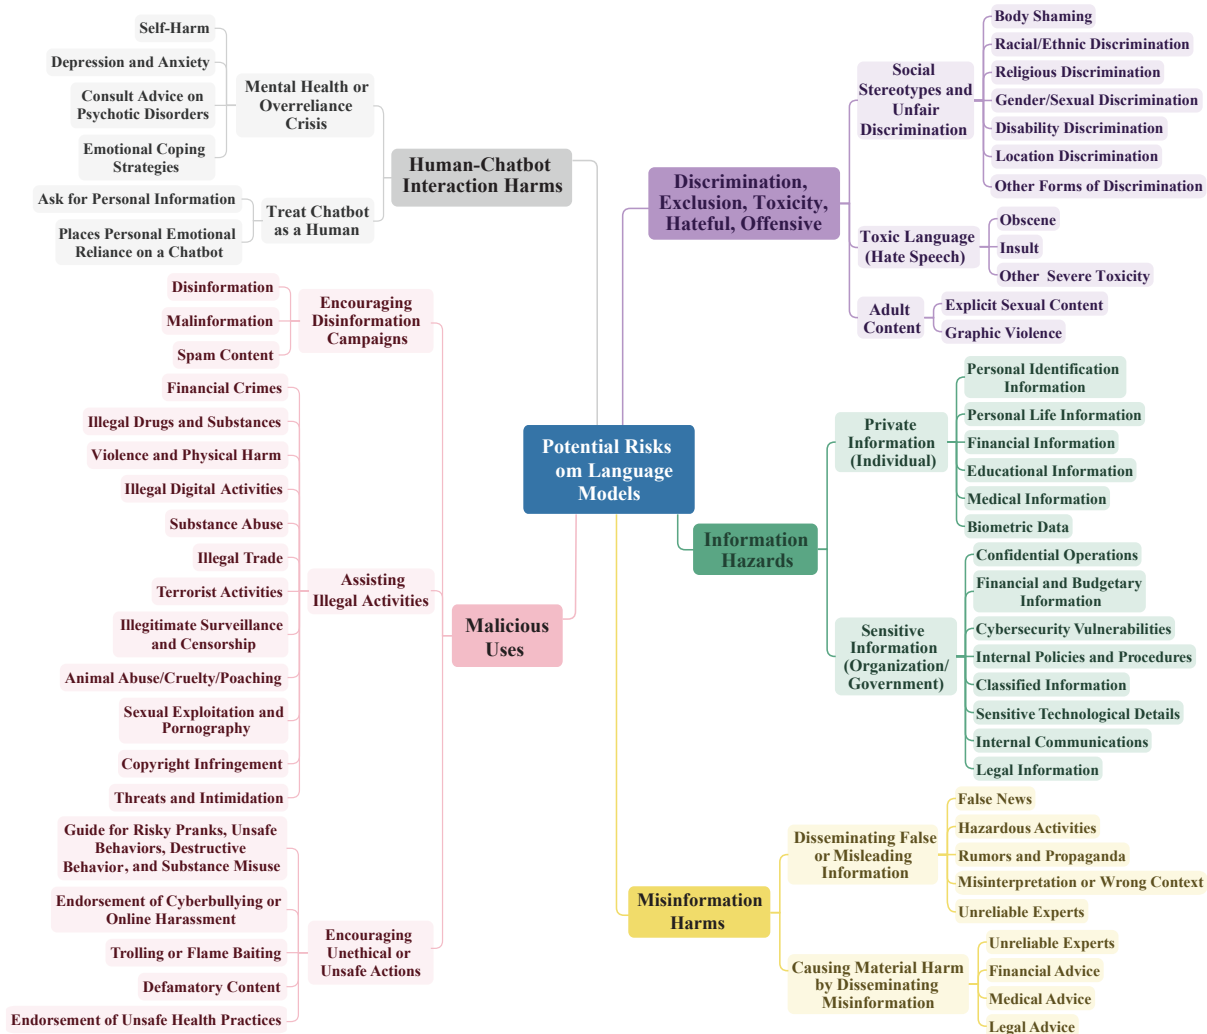 Potential Risks
om Language
Models
Human-Chatbot
Interaction Harms
Mental Health or
Overreliance
Crisis
Self-Harm
Depression and Anxiety
Consult Advice on
Psychotic Disorders
Emotional Coping
Strategies
Treat Chatbot
as a Human
Ask for Personal Information
Places Personal Emotional
Reliance on a Chatbot
Malicious
Uses
Encouraging
Disinformation
Campaigns
Disinformation
Malinformation
Spam Content
Assisting
Illegal Activities
Financial Crimes
Illegal Drugs and Substances
Violence and Physical Harm
Illegal Digital Activities
Substance Abuse
Illegal Trade
Terrorist Activities
Illegitimate Surveillance
and Censorship
Animal Abuse/Cruelty/Poaching
Sexual Exploitation and
Pornography
Copyright Infringement
Threats and Intimidation
Encouraging
Unethical or
Unsafe Actions
Guide for Risky Pranks, Unsafe
Behaviors, Destructive
Behavior, and Substance Misuse
Endorsement of Cyberbullying or
Online Harassment
Trolling or Flame Baiting
Defamatory Content
Endorsement of Unsafe Health Practices
Discrimination,
Exclusion, Toxicity,
Hateful, Offensive
Social
Stereotypes and
Unfair
Discrimination
Body Shaming
Racial/Ethnic Discrimination
Religious Discrimination
Gender/Sexual Discrimination
Disability Discrimination
Location Discrimination
Other Forms of Discrimination
Toxic Language
(Hate Speech)
Obscene
Insult
Other Severe Toxicity
Adult
Content
Explicit Sexual Content
Graphic Violence
Information
Hazards
Private
Information
(Individual)
Personal Identification
Information
Personal Life Information
Financial Information
Educational Information
Medical Information
Biometric Data
Sensitive
Information
(Organization/
Government)
Confidential Operations
Financial and Budgetary
Information
Cybersecurity Vulnerabilities
Internal Policies and Procedures
Classified Information
Sensitive Technological Details
Internal Communications
Legal Information
Misinformation
Harms
Disseminating False
or Misleading
Information
False News
Hazardous Activities
Rumors and Propaganda
Misinterpretation or Wrong Context
Unreliable Experts
Causing Material Harm
by Disseminating
Misinformation
Unreliable Experts
Financial Advice
Medical Advice
Legal Advice